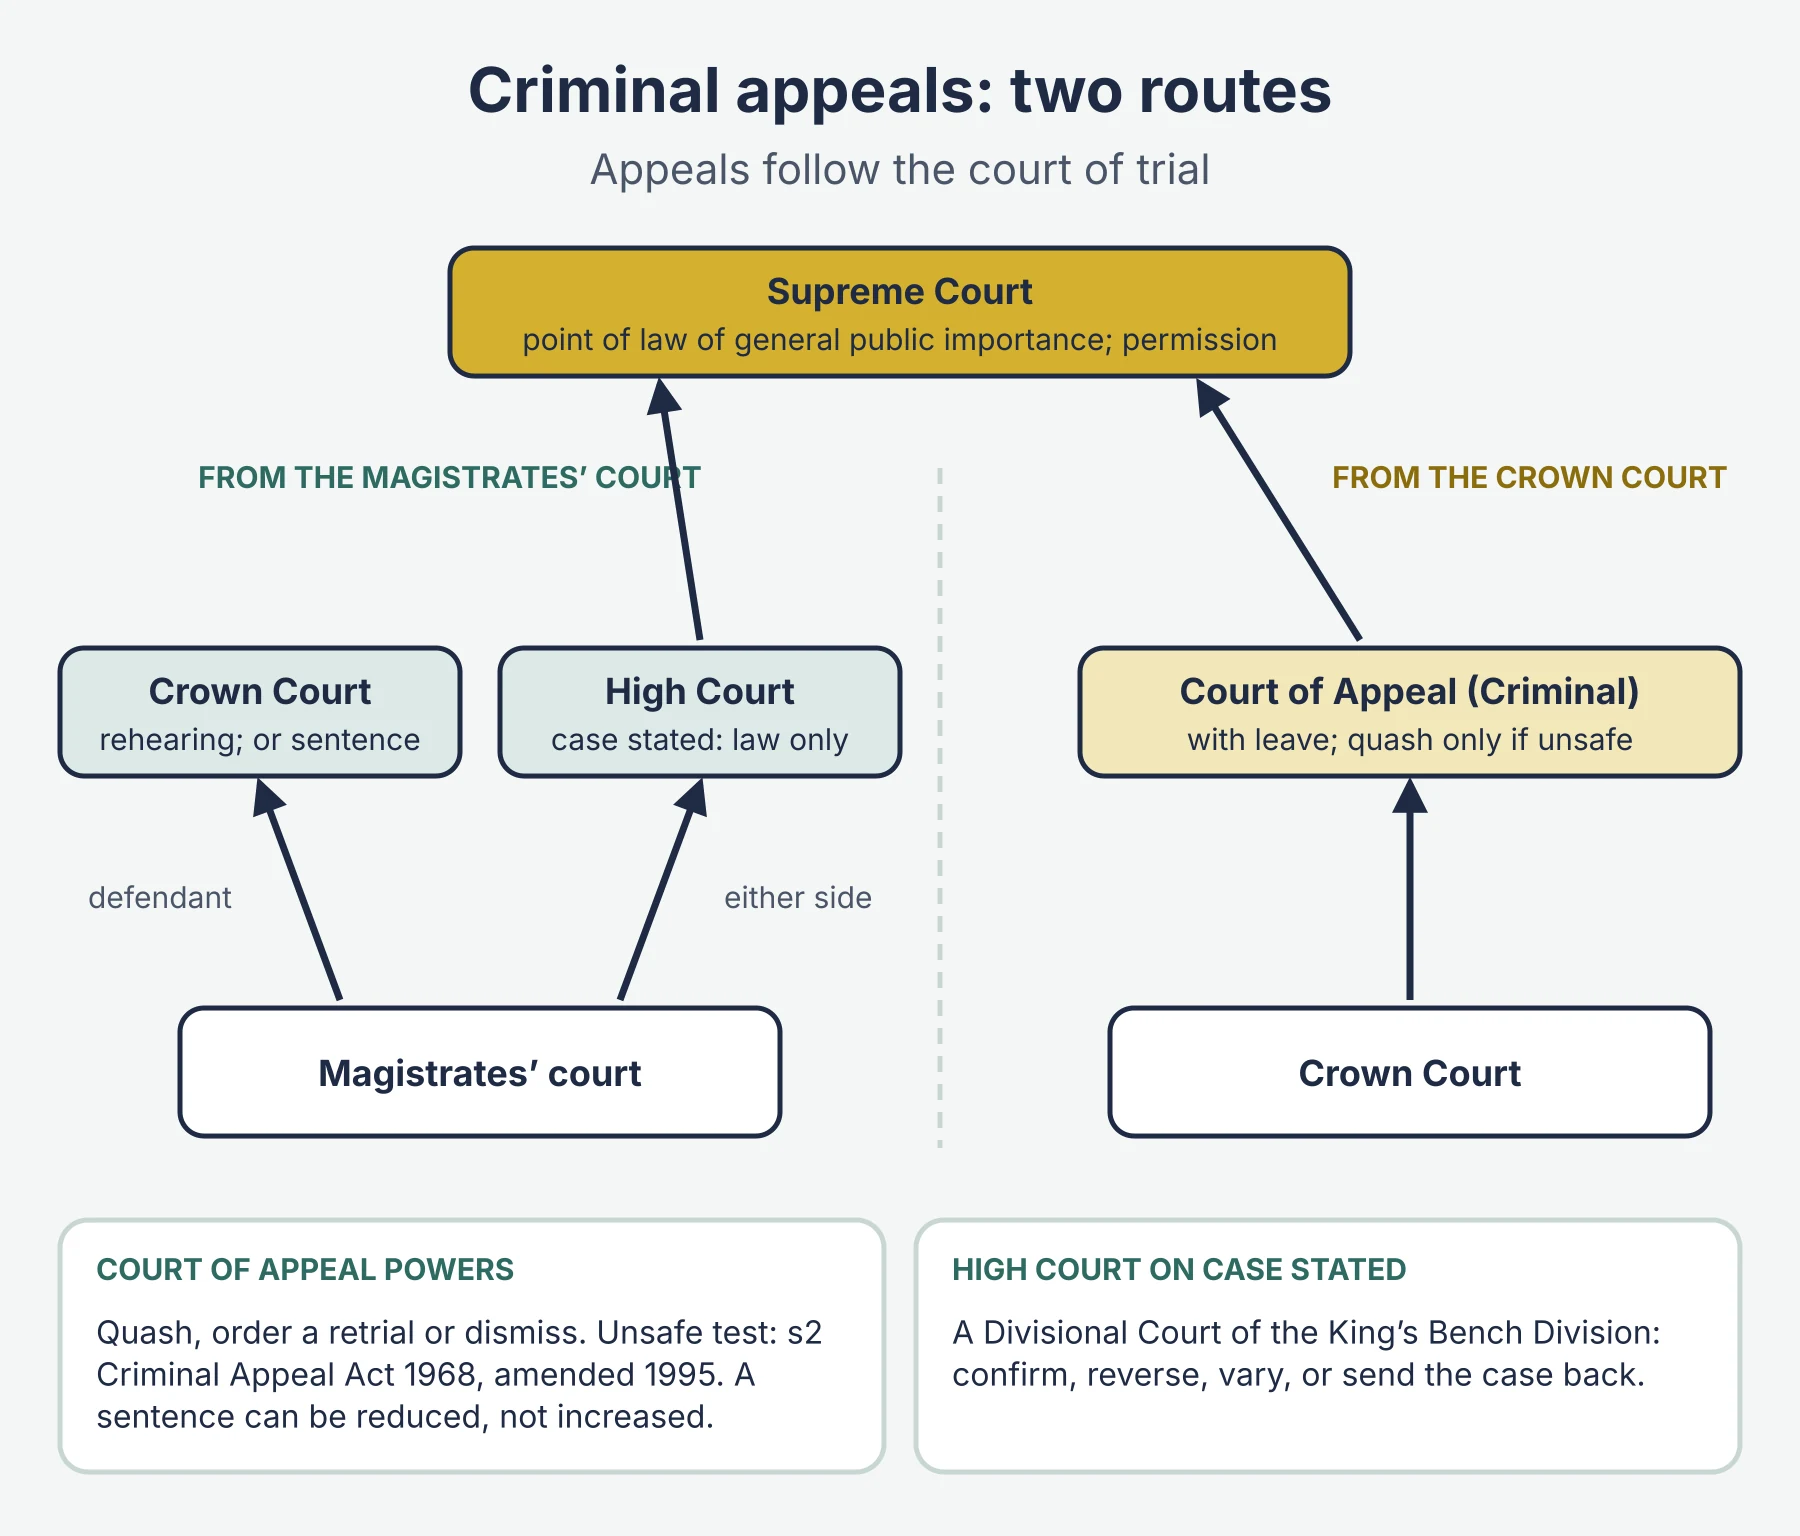 Criminal appeals: two routes
Appeals follow the court of trial
Supreme Court
point of law of general public importance; permission
FROM THE MAGISTRATES’ COURT
FROM THE CROWN COURT
Crown Court
rehearing; or sentence
High Court
case stated: law only
Court of Appeal (Criminal)
with leave; quash only if unsafe
defendant
either side
Magistrates’ court
Crown Court
COURT OF APPEAL POWERS
Quash, order a retrial or dismiss. Unsafe test: s2
Criminal Appeal Act 1968, amended 1995. A
sentence can be reduced, not increased.
HIGH COURT ON CASE STATED
A Divisional Court of the King’s Bench Division:
confirm, reverse, vary, or send the case back.